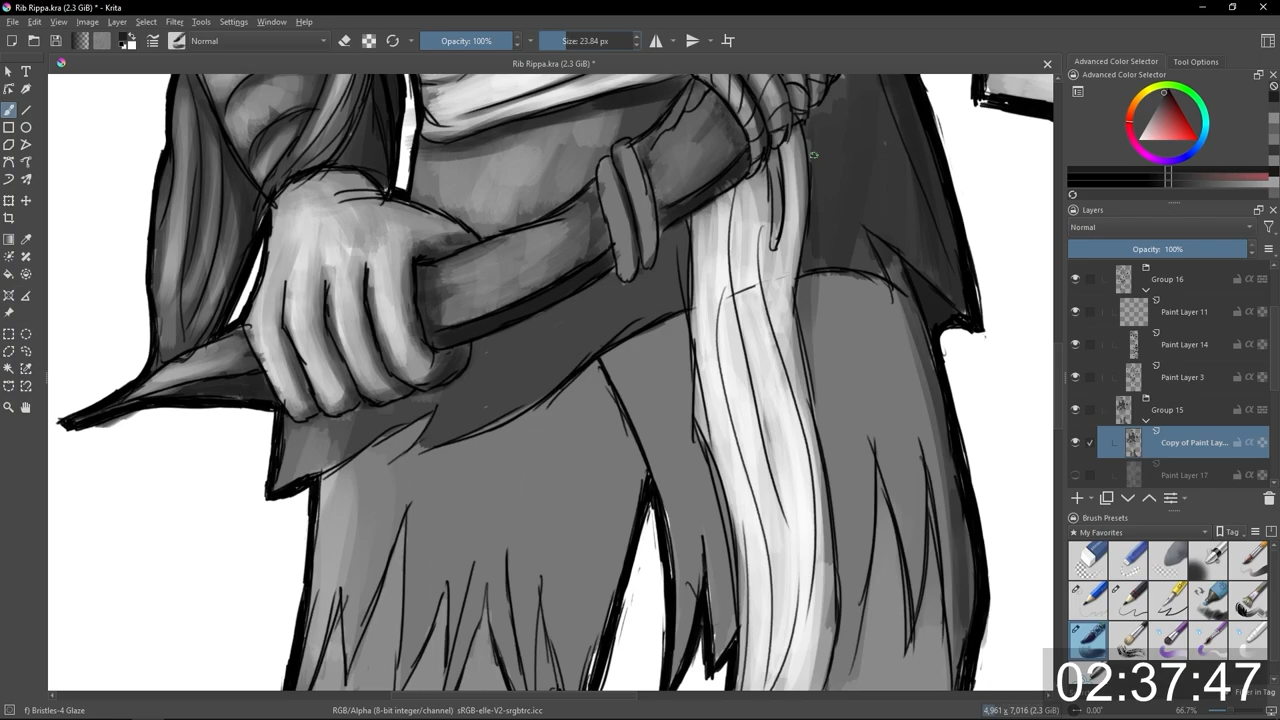 Rib Rippa.kra (2.3 GiB) * - Krita
File Edit View Image Layer Select Filter Tools Settings Window Help
Normal Opacity: 100% Size: 23.84 px
Rib Rippa.kra (2.3 GiB) *
Advanced Color Selector Tool Options
Advanced Color Selector
Layers
Normal
Opacity: 100%
Group 16
Paint Layer 11
Paint Layer 14
Paint Layer 3
Group 15
Copy of Paint Lay...
Paint Layer 17
Brush Presets
★ My Favorites Tag
02:37:47
Filter in Tag
f) Bristles-4 Glaze RGB/Alpha (8-bit integer/channel) sRGB-elle-V2-srgbtrc.icc 4,961 x 7,016 (2.3 GiB) 0.00° 66.7%